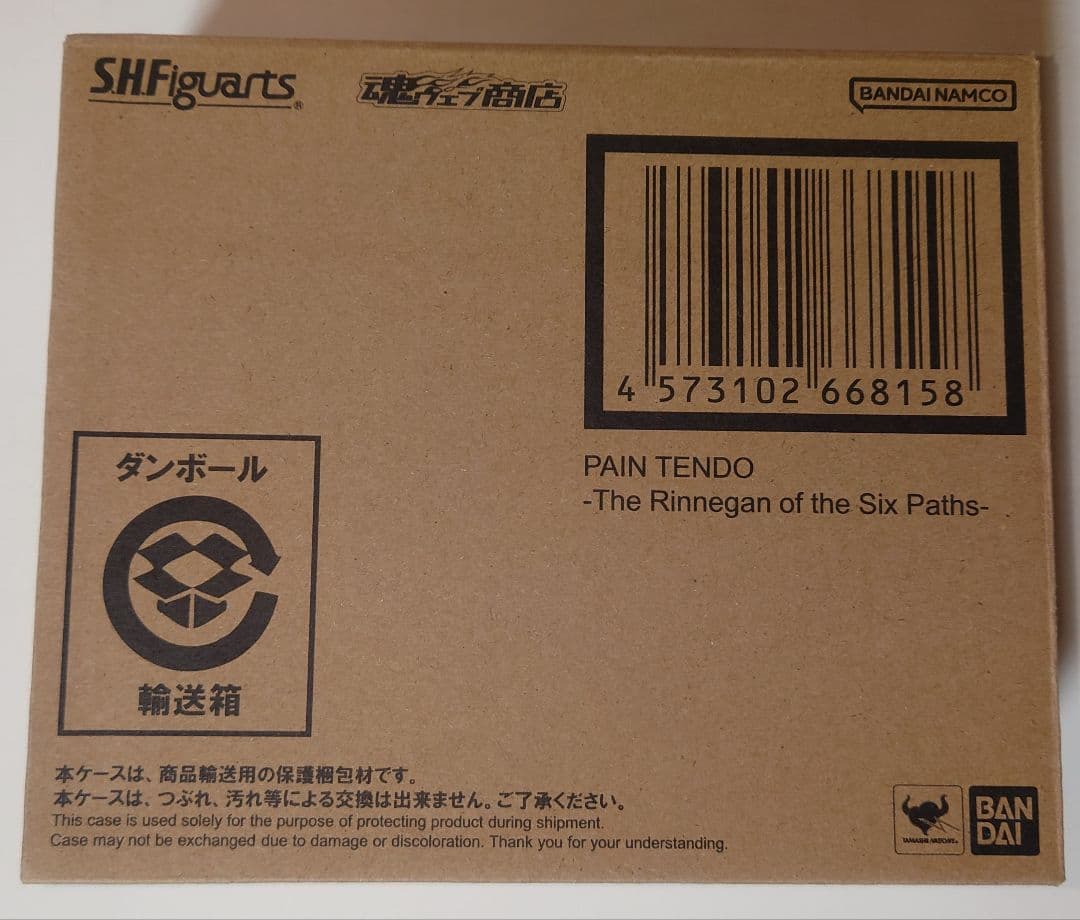 S.H.Figuarts®
魂ウェブ商店
BANDAI NAMCO
4 573102 668158
PAIN TENDO
-The Rinnegan of the Six Paths-
ダンボール
輸送箱
本ケースは、商品輸送用の保護梱包材です。
本ケースは、つぶれ、汚れ等による交換は出来ません。ご了承ください。
This case is used solely for the purpose of protecting product during shipment.
Case may not be exchanged due to damage or discoloration. Thank you for your understanding.
TAMASHII NATIONS
BAN
DAI